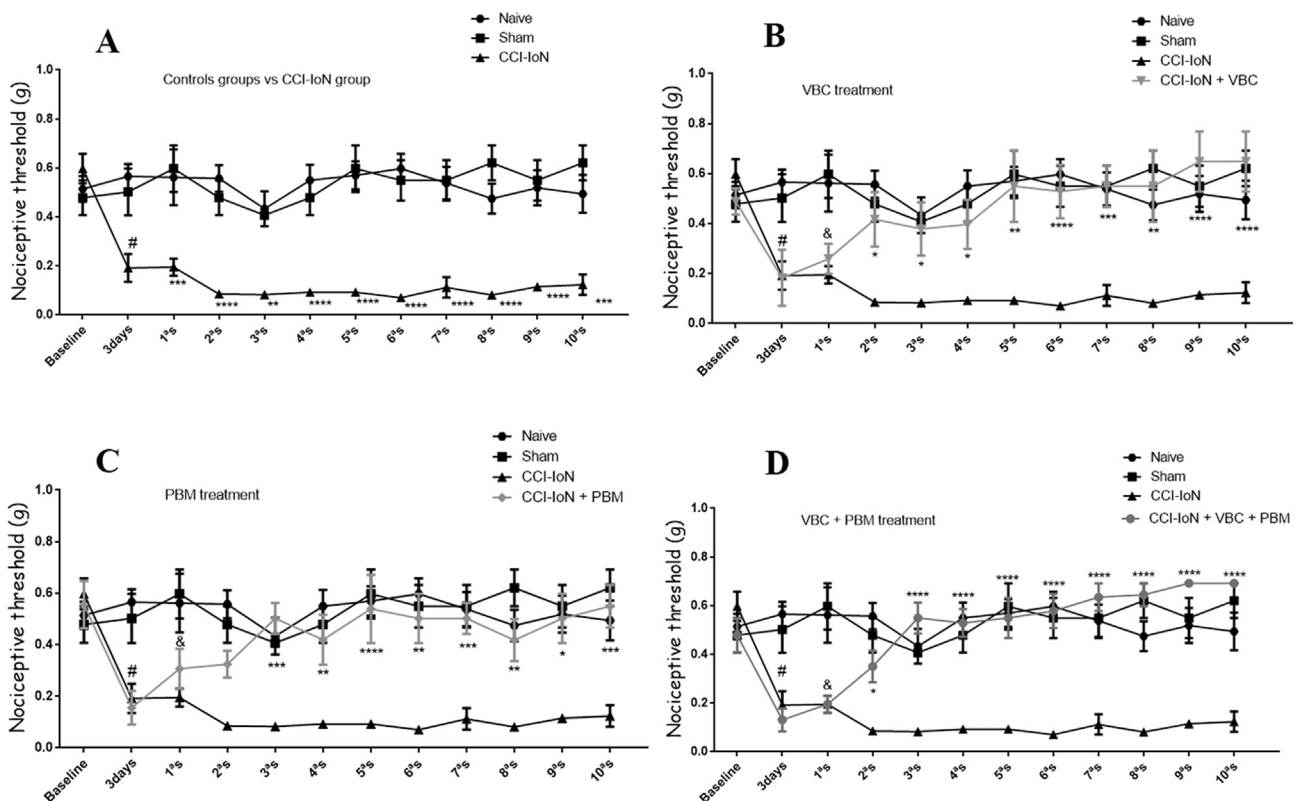 A
Naive
Sham
CCI-IoN
Controls groups vs CCI-IoN group
Nociceptive threshold (g)
1.0
0.8
0.6
0.4
0.2
0.0
#
***
****
**
****
****
****
****
****
****
***
Baseline
3days
1ªs
2ªs
3ªs
4ªs
5ªs
6ªs
7ªs
8ªs
9ªs
10ªs
B
Naive
Sham
CCI-IoN
CCI-IoN + VBC
VBC treatment
Nociceptive threshold (g)
1.0
0.8
0.6
0.4
0.2
0.0
#
&
*
*
*
**
****
***
**
****
****
Baseline
3days
1ªs
2ªs
3ªs
4ªs
5ªs
6ªs
7ªs
8ªs
9ªs
10ªs
C
Naive
Sham
CCI-IoN
CCI-IoN + PBM
PBM treatment
Nociceptive threshold (g)
1.0
0.8
0.6
0.4
0.2
0.0
#
&
***
**
****
**
***
**
*
***
Baseline
3days
1ªs
2ªs
3ªs
4ªs
5ªs
6ªs
7ªs
8ªs
9ªs
10ªs
D
Naive
Sham
CCI-IoN
CCI-IoN + VBC + PBM
VBC + PBM treatment
Nociceptive threshold (g)
1.0
0.8
0.6
0.4
0.2
0.0
#
&
*
****
****
****
****
****
****
****
****
Baseline
3days
1ªs
2ªs
3ªs
4ªs
5ªs
6ªs
7ªs
8ªs
9ªs
10ªs